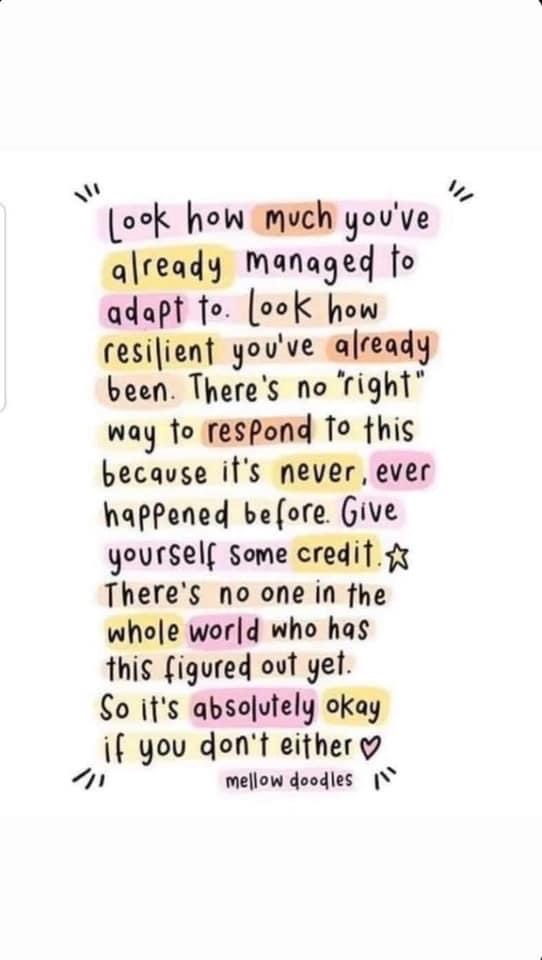 Look how much you've
already managed to
adapt to. Look how
resilient you've already
been. There's no "right"
way to respond to this
because it's never, ever
happened before. Give
yourself some credit.☆
There's no one in the
whole world who has
this figured out yet.
So it's absolutely okay
if you don't either♡
mellow doodles